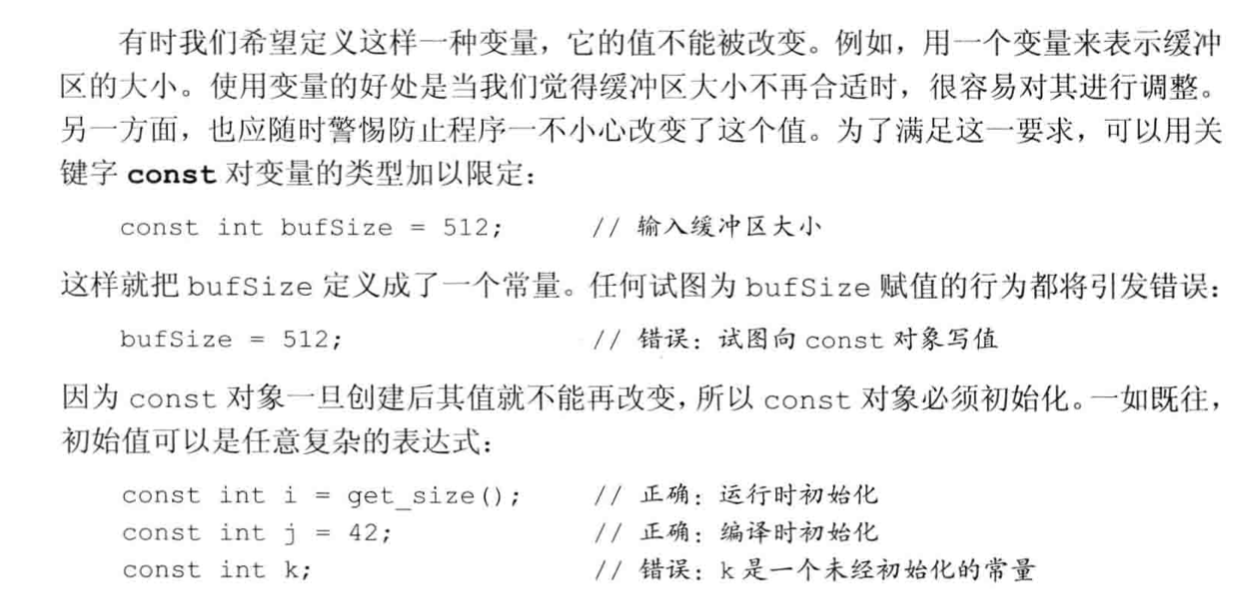 有时我们希望定义这样一种变量，它的值不能被改变。例如，用一个变量来表示缓冲
区的大小。使用变量的好处是当我们觉得缓冲区大小不再合适时，很容易对其进行调整。
另一方面，也应随时警惕防止程序一不小心改变了这个值。为了满足这一要求，可以用关
键字 const 对变量的类型加以限定：
const int bufSize = 512; // 输入缓冲区大小
这样就把 bufSize 定义成了一个常量。任何试图为 bufSize 赋值的行为都将引发错误：
bufSize = 512; // 错误：试图向 const 对象写值
因为 const 对象一旦创建后其值就不能再改变，所以 const 对象必须初始化。一如既往，
初始值可以是任意复杂的表达式：
const int i = get_size(); // 正确：运行时初始化
const int j = 42; // 正确：编译时初始化
const int k; // 错误：k 是一个未经初始化的常量